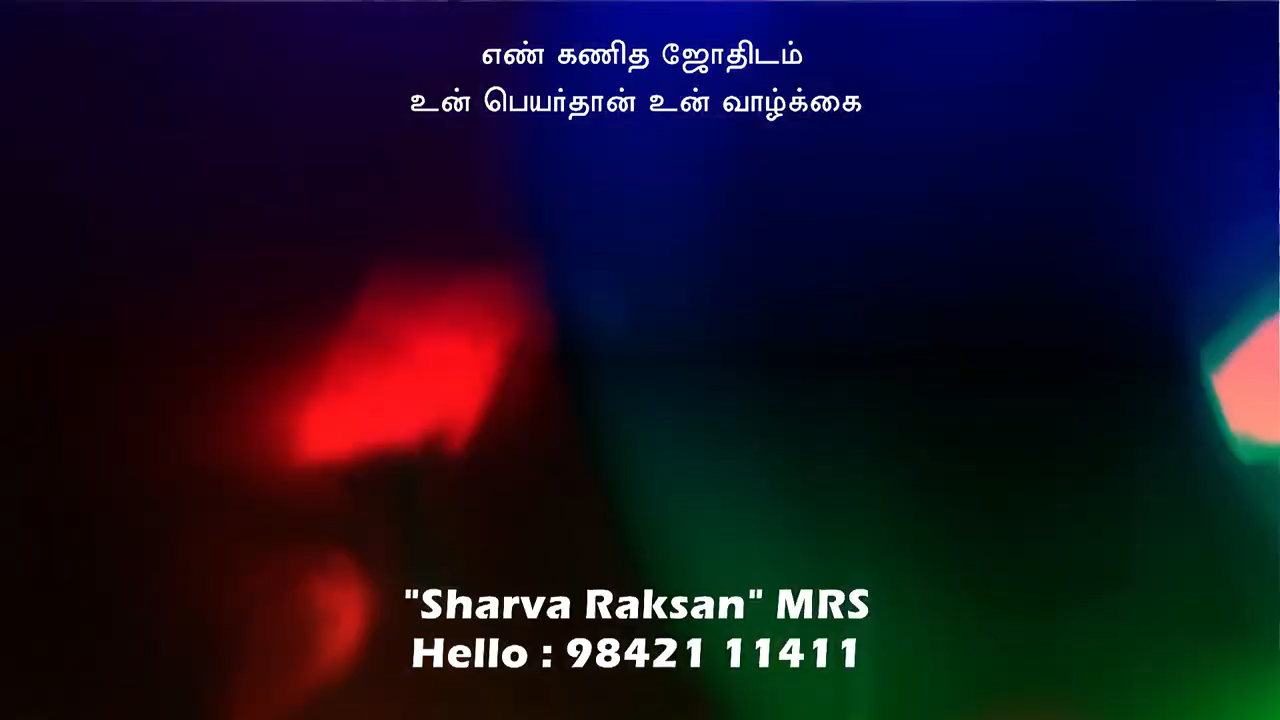 எண் கணித ஜோதிடம்
உன் பெயர்தான் உன் வாழ்க்கை
"Sharva Raksan" MRS
Hello : 98421 11411